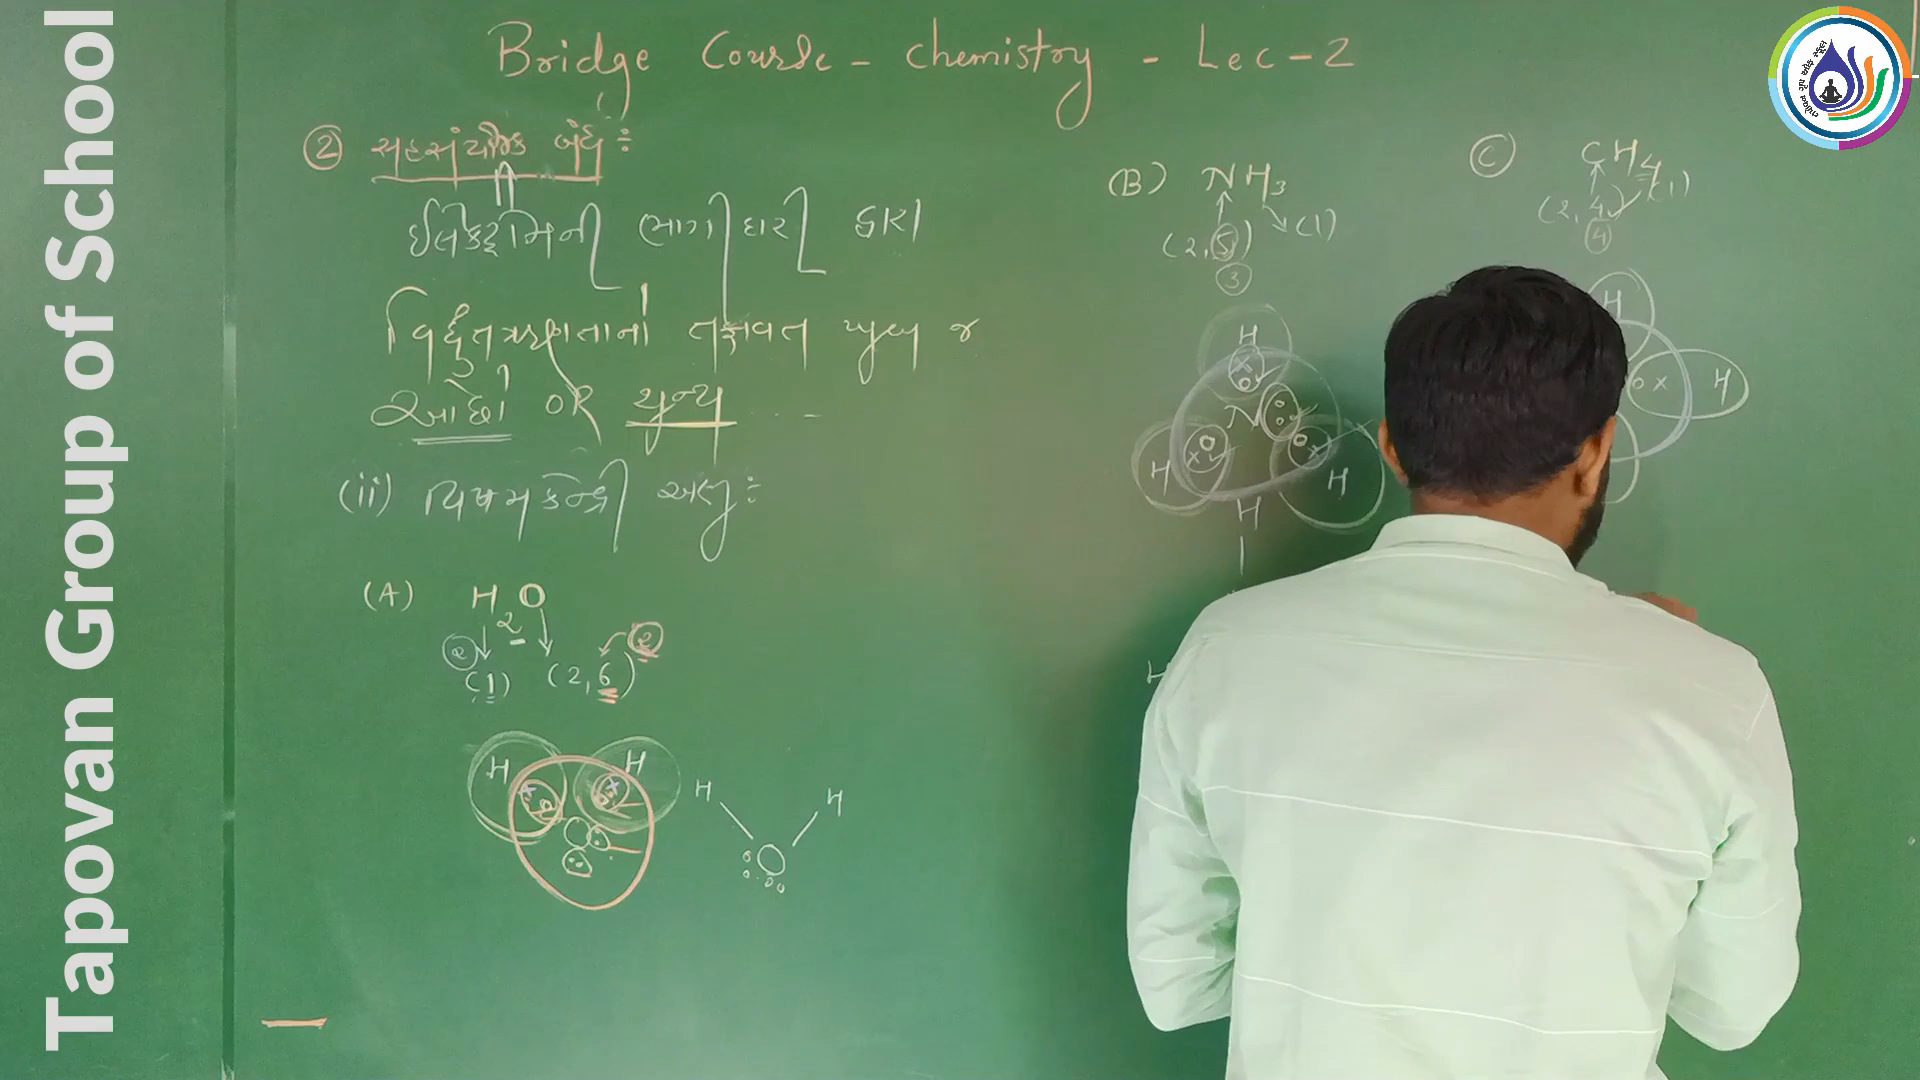 Tapovan Group of School
Bridge Course - Chemistry - Lec-2
② સહસંયોજક બંધ :
ઈલેક્ટ્રોનની ભાગીદારી દ્વારા
વિદ્યુતઋણતાનો તફાવત ખૂબ જ
ઓછો OR શૂન્ય
(ii) વિષમકેન્દ્રી અણુ :
(A) H2O
(1) (2,6) 2
H H
H H
(B) NH3
(2,5) (1)
3
H
N
H H
H
C CH4
(2,4) (1)
4
H
H